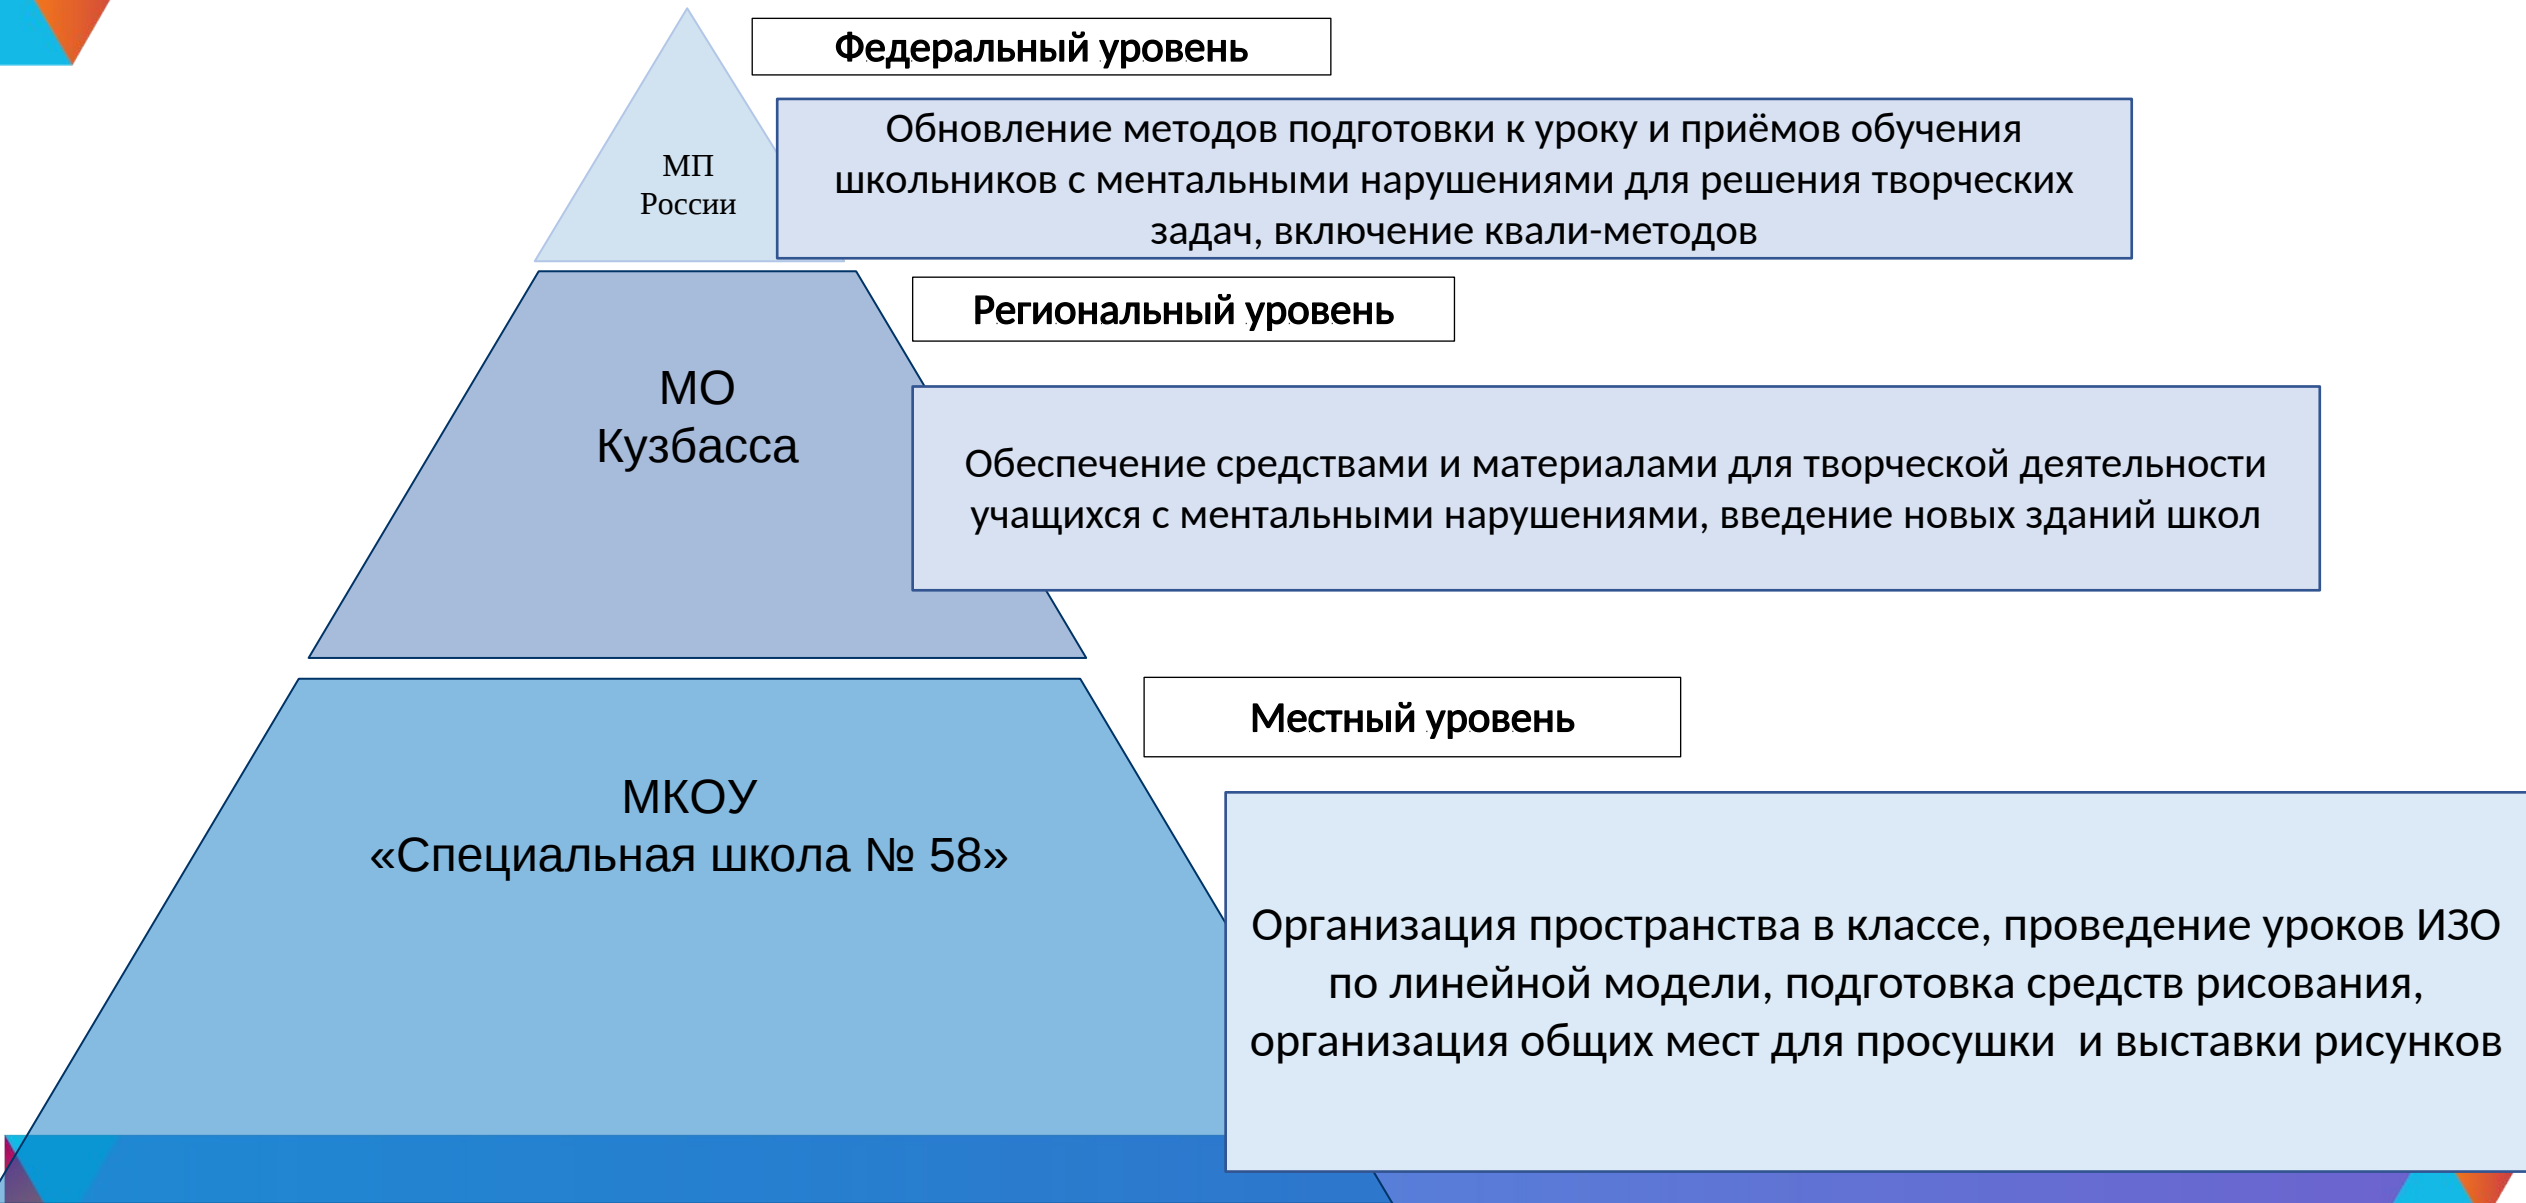 Федеральный уровень
Обновление методов подготовки к уроку и приёмов обучения
школьников с ментальными нарушениями для решения творческих
задач, включение квали-методов
МП
России
Региональный уровень
МО
Кузбасса
Обеспечение средствами и материалами для творческой деятельности
учащихся с ментальными нарушениями, введение новых зданий школ
Местный уровень
МКОУ
«Специальная школа № 58»
Организация пространства в классе, проведение уроков ИЗО
по линейной модели, подготовка средств рисования,
организация общих мест для просушки  и выставки рисунков